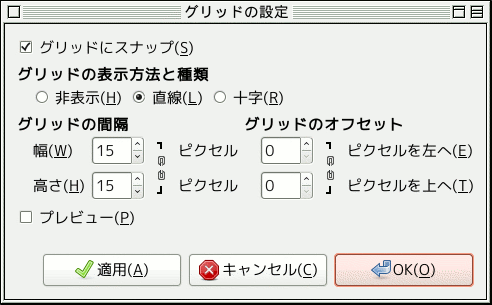 グリッドの設定
グリッドにスナップ(S)
グリッドの表示方法と種類
非表示(H) 直線(L) 十字(R)
グリッドの間隔 グリッドのオフセット
幅(W) 15 ピクセル 0 ピクセルを左へ(E)
高さ(H) 15 ピクセル 0 ピクセルを上へ(T)
プレビュー(P)
適用(A) キャンセル(C) OK(O)